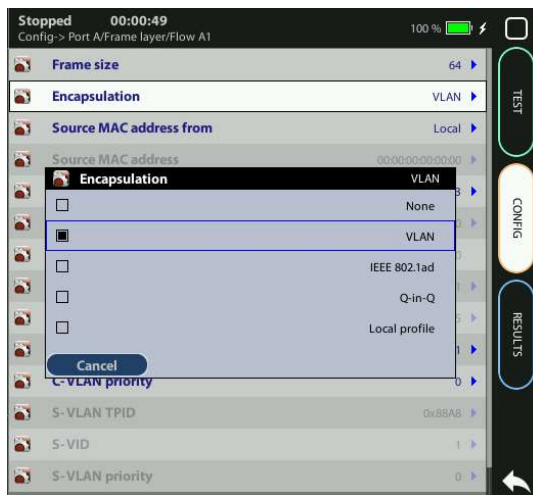 Stopped 00:00:49
Config-> Port A/Frame layer/Flow A1
100 %
Frame size 64
Encapsulation VLAN
Source MAC address from Local
Source MAC address 00:00:00:00:00:00
Encapsulation VLAN
None
VLAN
IEEE 802.1ad
Q-in-Q
Local profile
Cancel
C-VLAN priority 0
S-VLAN TPID 0x88A8
S-VID 1
S-VLAN priority 0
TEST
CONFIG
RESULTS